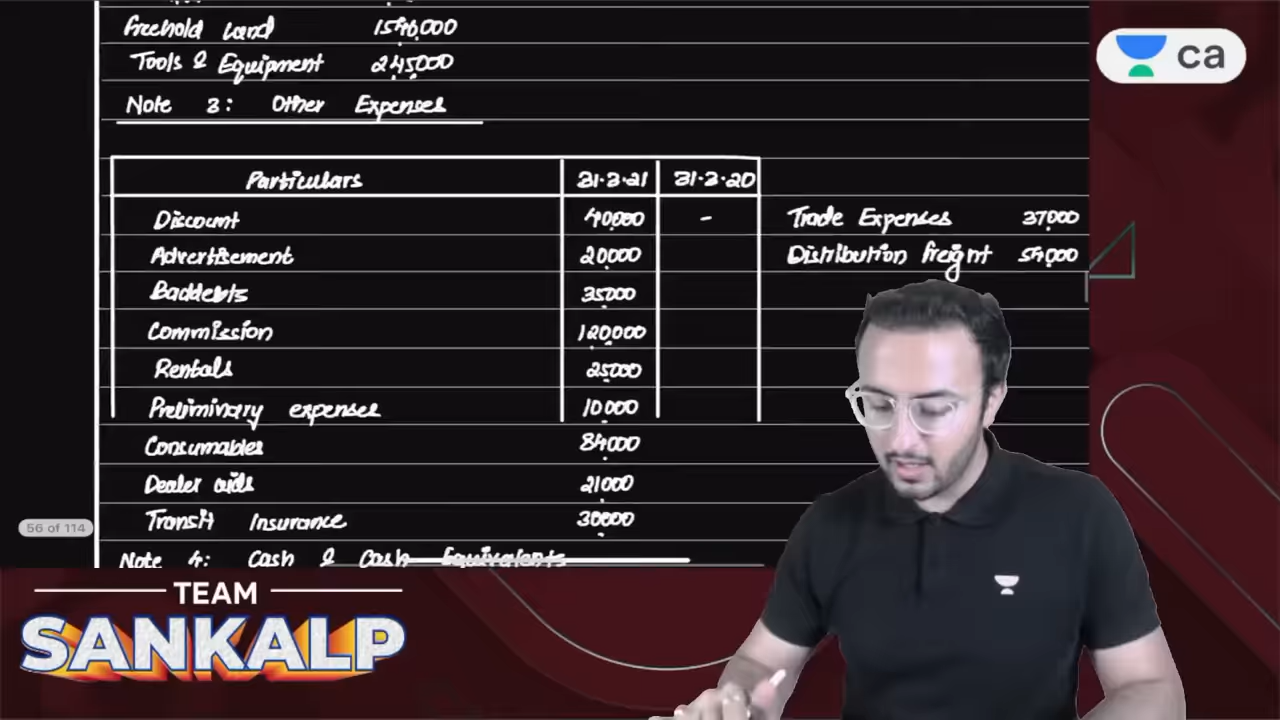 Freehold Land 1540,000
Tools & Equipment 245000
Note 3: Other Expenses
Particulars 31.3.21 31.3.20
Discount 40000 - Trade Expenses 37000
Advertisement 20000 Distribution freight 54000
Baddebts 35000
Commission 120000
Rentals 25000
Preliminary expenses 10000
Consumables 84000
Dealer aids 21000
Transit Insurance 30000
Note 4: Cash & Cash Equivalents
56 of 114
ca
TEAM
SANKALP